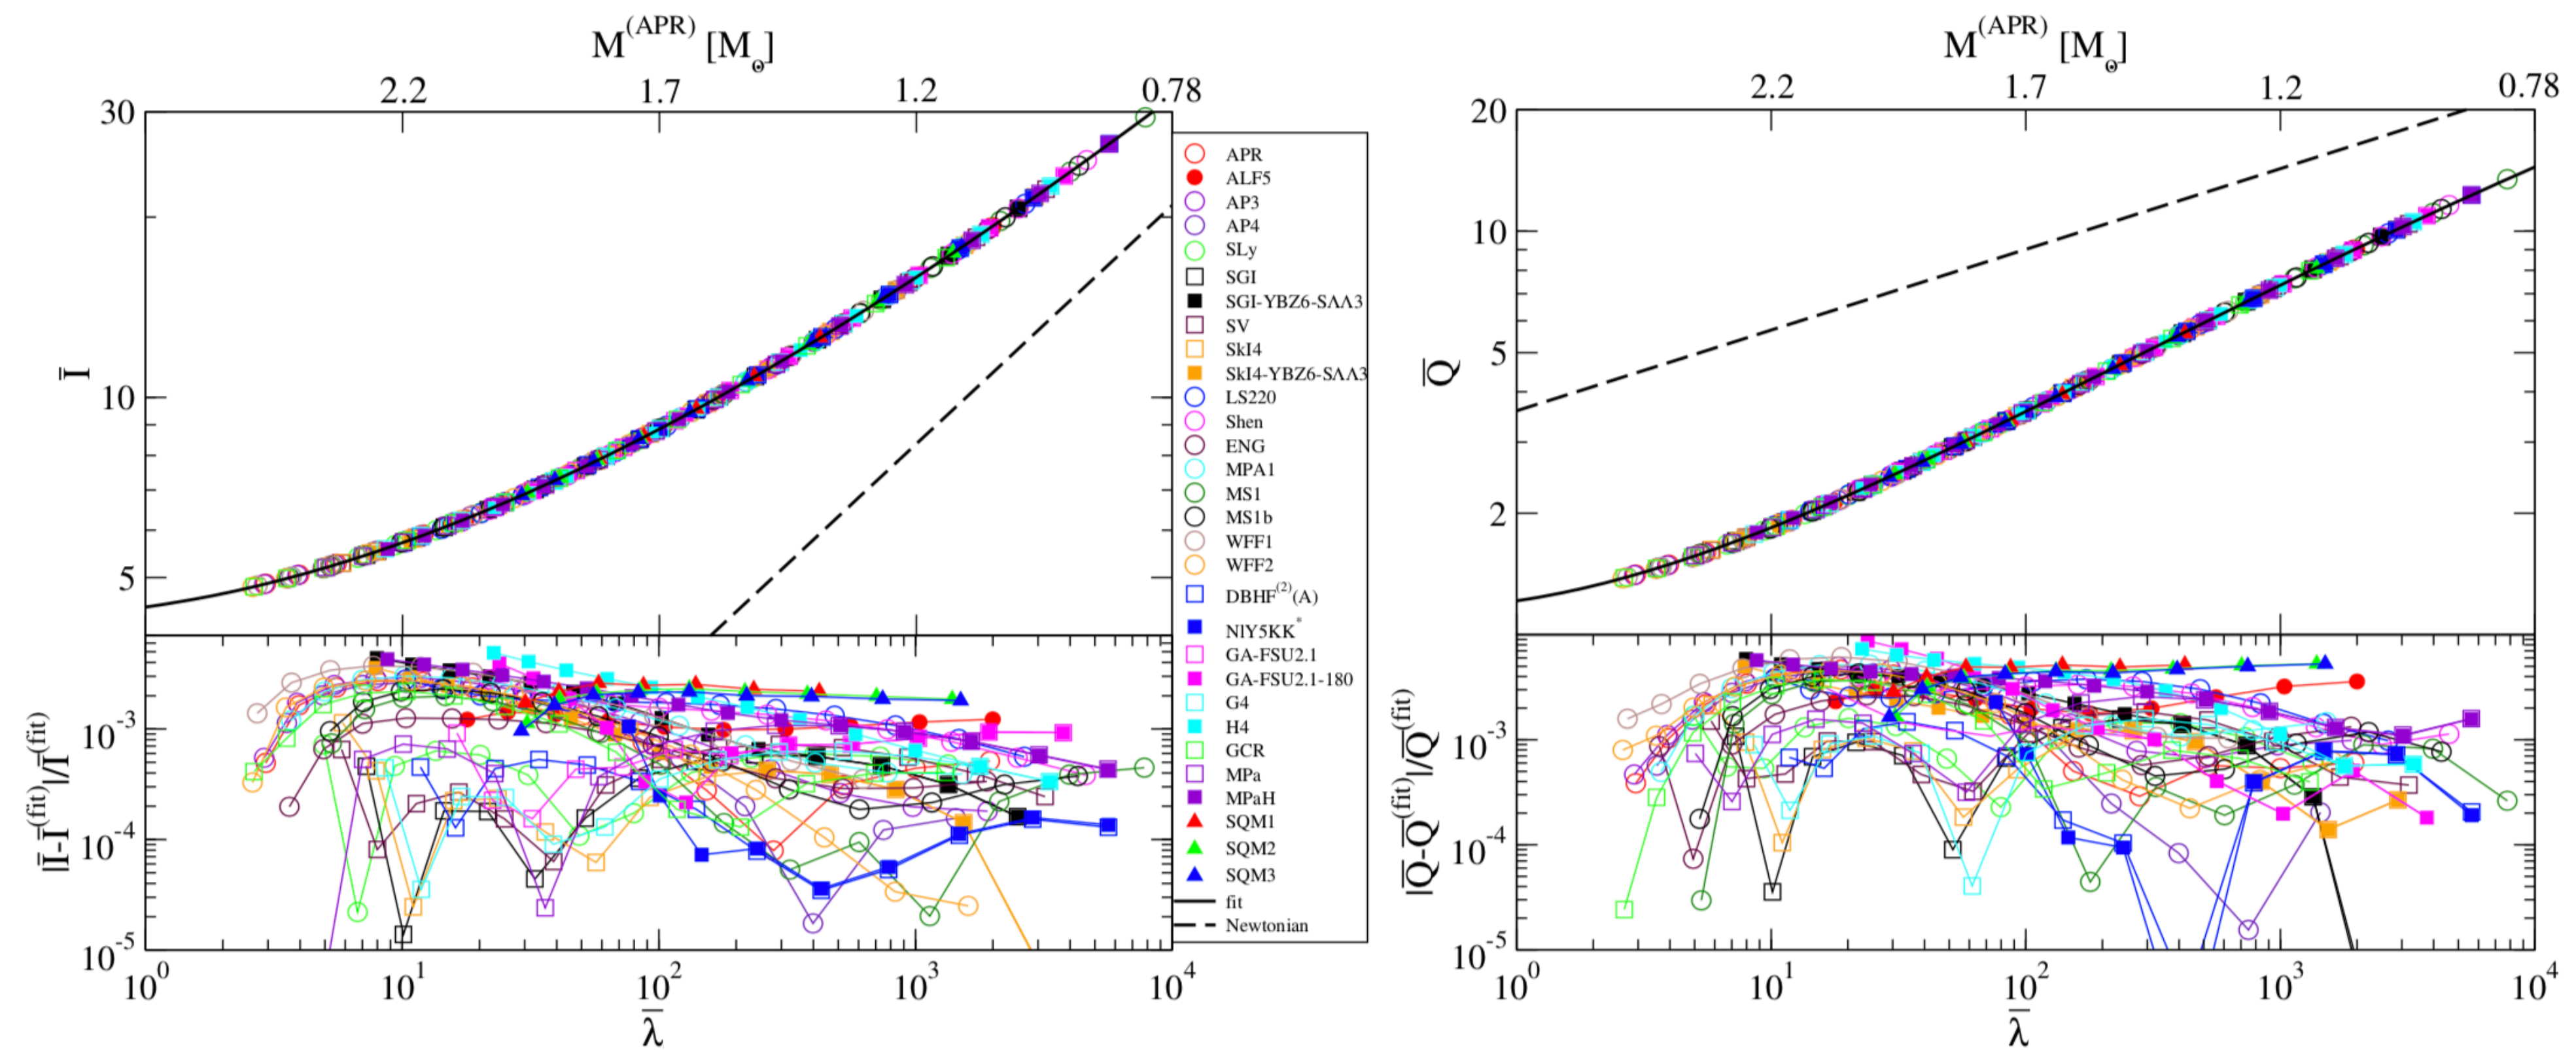 M^(APR) [M⊙]
2.2 1.7 1.2 0.78
30
10
5
Ī
10^-3
10^-4
10^-5
|Ī-Ī^(fit)|/Ī^(fit)
10^0 10^1 10^2 10^3 10^4
λ̄
APR
ALF5
AP3
AP4
SLy
SGI
SGI-YBZ6-SΛΛ3
SV
SkI4
SkI4-YBZ6-SΛΛ3
LS220
Shen
ENG
MPA1
MS1
MS1b
WFF1
WFF2
DBHF^(2)(A)
NlY5KK*
GA-FSU2.1
GA-FSU2.1-180
G4
H4
GCR
MPa
MPaH
SQM1
SQM2
SQM3
fit
Newtonian
M^(APR) [M⊙]
2.2 1.7 1.2 0.78
20
10
5
2
Q̄
10^-3
10^-4
10^-5
|Q̄-Q̄^(fit)|/Q̄^(fit)
10^0 10^1 10^2 10^3 10^4
λ̄